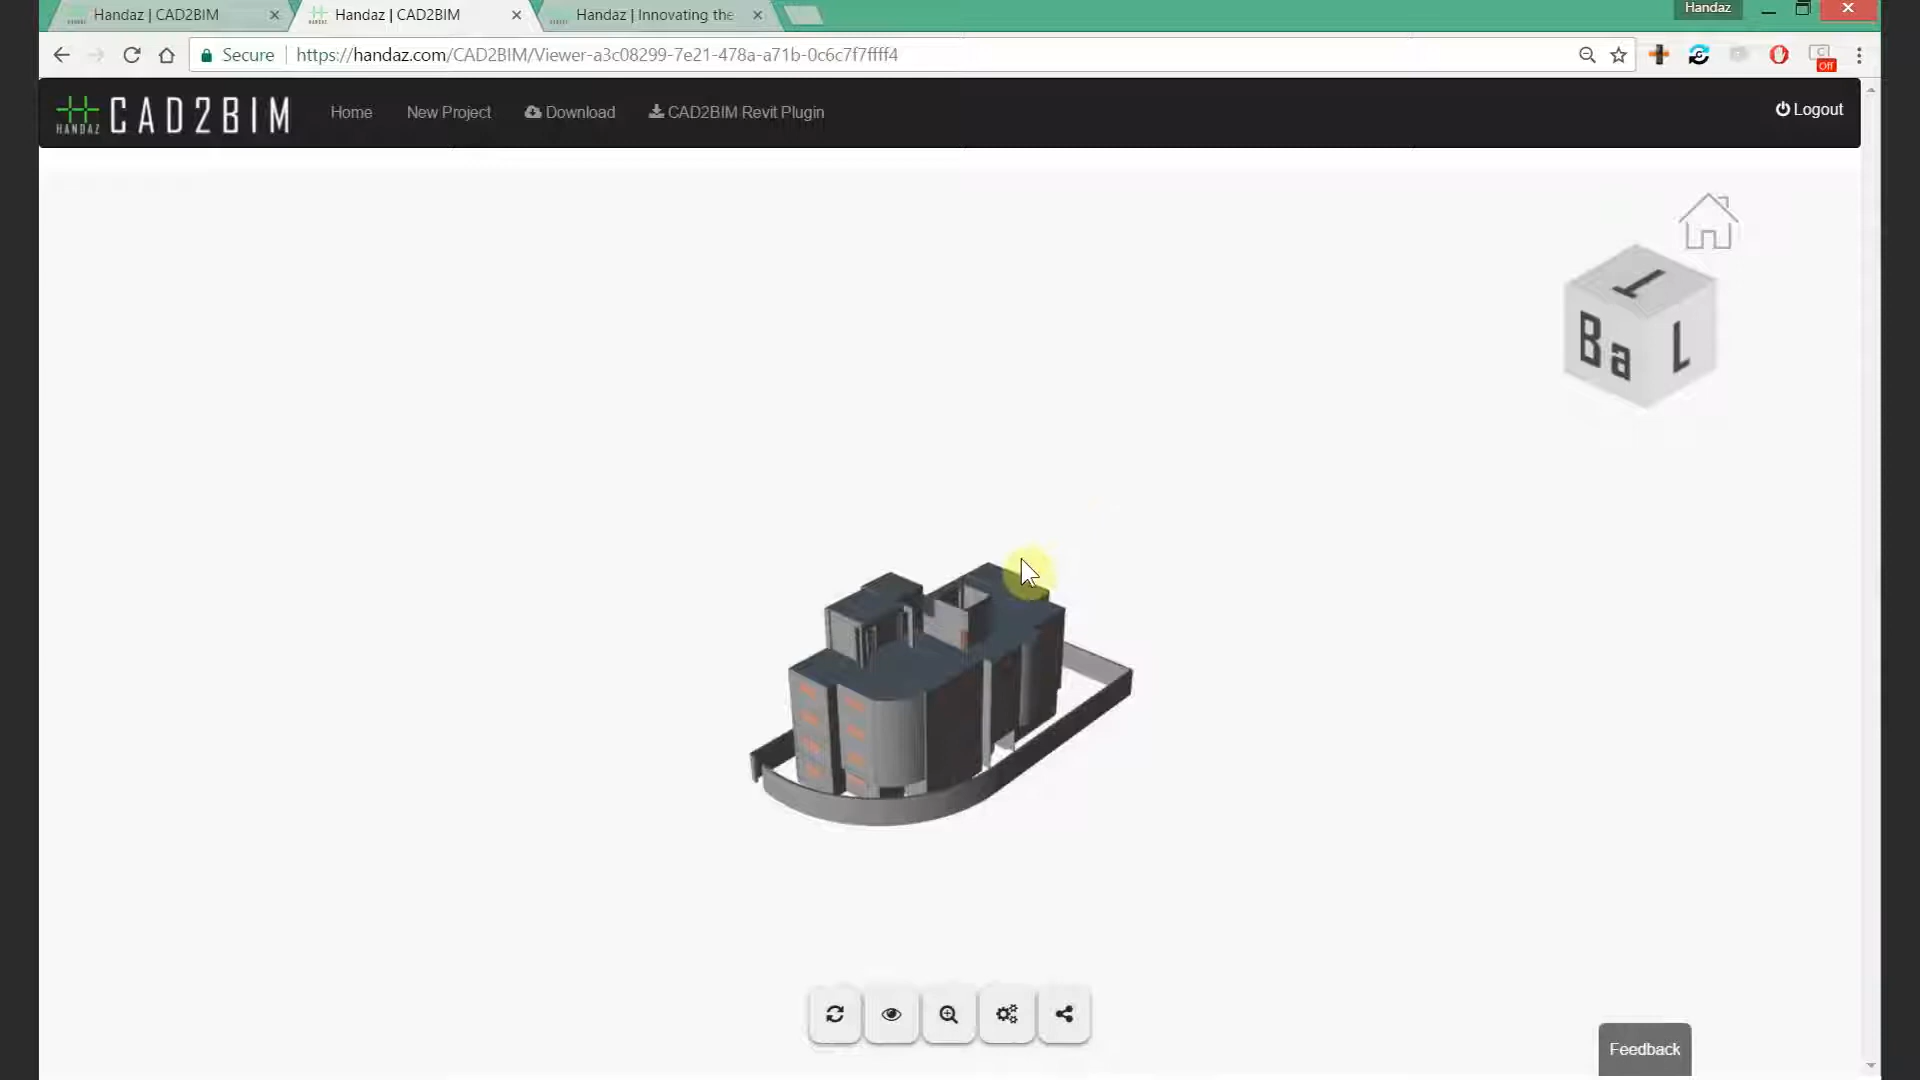 Handaz | CAD2BIM
Handaz | CAD2BIM
Handaz | Innovating the
Handaz
Secure
https://handaz.com/CAD2BIM/Viewer-a3c08299-7e21-478a-a71b-0c6c7f7ffff4
Off
HANDAZ
CAD2BIM
Home
New Project
Download
CAD2BIM Revit Plugin
Logout
T
Ba
L
Feedback